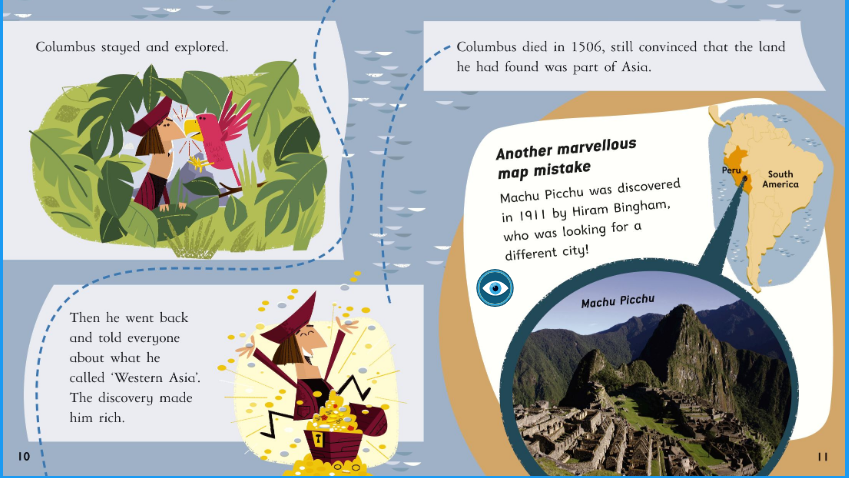 Columbus stayed and explored.
Then he went back
and told everyone
about what he
called ‘Western Asia’.
The discovery made
him rich.
10
Columbus died in 1506, still convinced that the land
he had found was part of Asia.
Another marvellous
map mistake
Machu Picchu was discovered
in 1911 by Hiram Bingham,
who was looking for a
different city!
Peru
South
America
Machu Picchu
11